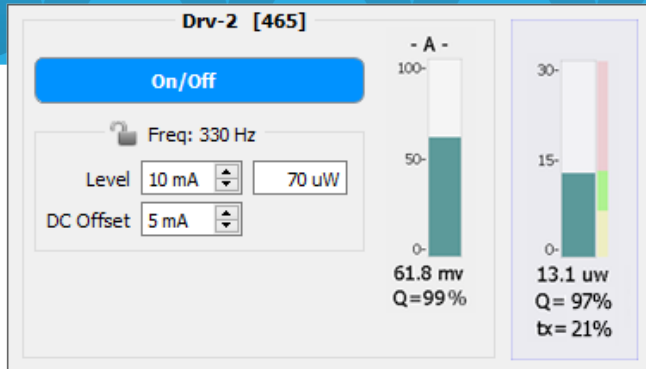 Drv-2 [465]
On/Off
Freq: 330 Hz
Level 10 mA 70 uW
DC Offset 5 mA
- A -
100-
50-
0-
61.8 mv
Q=99%
30-
15-
0-
13.1 uw
Q= 97%
tx= 21%